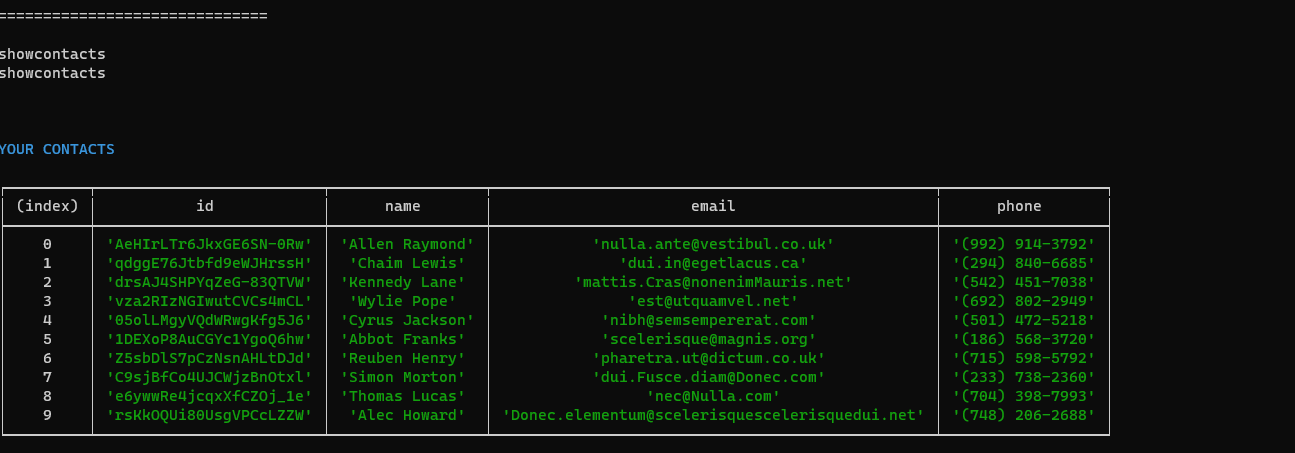 ==============================
showcontacts
showcontacts
YOUR CONTACTS
(index) id name email phone
0 'AeHIrLTr6JkxGE6SN-0Rw' 'Allen Raymond' 'nulla.ante@vestibul.co.uk' '(992) 914-3792'
1 'qdggE76Jtbfd9eWJHrssH' 'Chaim Lewis' 'dui.in@egetlacus.ca' '(294) 840-6685'
2 'drsAJ4SHPYqZeG-83QTVW' 'Kennedy Lane' 'mattis.Cras@nonenimMauris.net' '(542) 451-7038'
3 'vza2RIzNGIwutCVCs4mCL' 'Wylie Pope' 'est@utquamvel.net' '(692) 802-2949'
4 '05olLMgyVQdWRwgKfg5J6' 'Cyrus Jackson' 'nibh@semsempererat.com' '(501) 472-5218'
5 '1DEXoP8AuCGYc1YgoQ6hw' 'Abbot Franks' 'scelerisque@magnis.org' '(186) 568-3720'
6 'Z5sbDlS7pCzNsnAHLtDJd' 'Reuben Henry' 'pharetra.ut@dictum.co.uk' '(715) 598-5792'
7 'C9sjBfCo4UJCWjzBnOtxl' 'Simon Morton' 'dui.Fusce.diam@Donec.com' '(233) 738-2360'
8 'e6ywwRe4jcqxXfCZOj_1e' 'Thomas Lucas' 'nec@Nulla.com' '(704) 398-7993'
9 'rsKkOQUi80UsgVPCcLZZW' 'Alec Howard' 'Donec.elementum@scelerisquescelerisquedui.net' '(748) 206-2688'